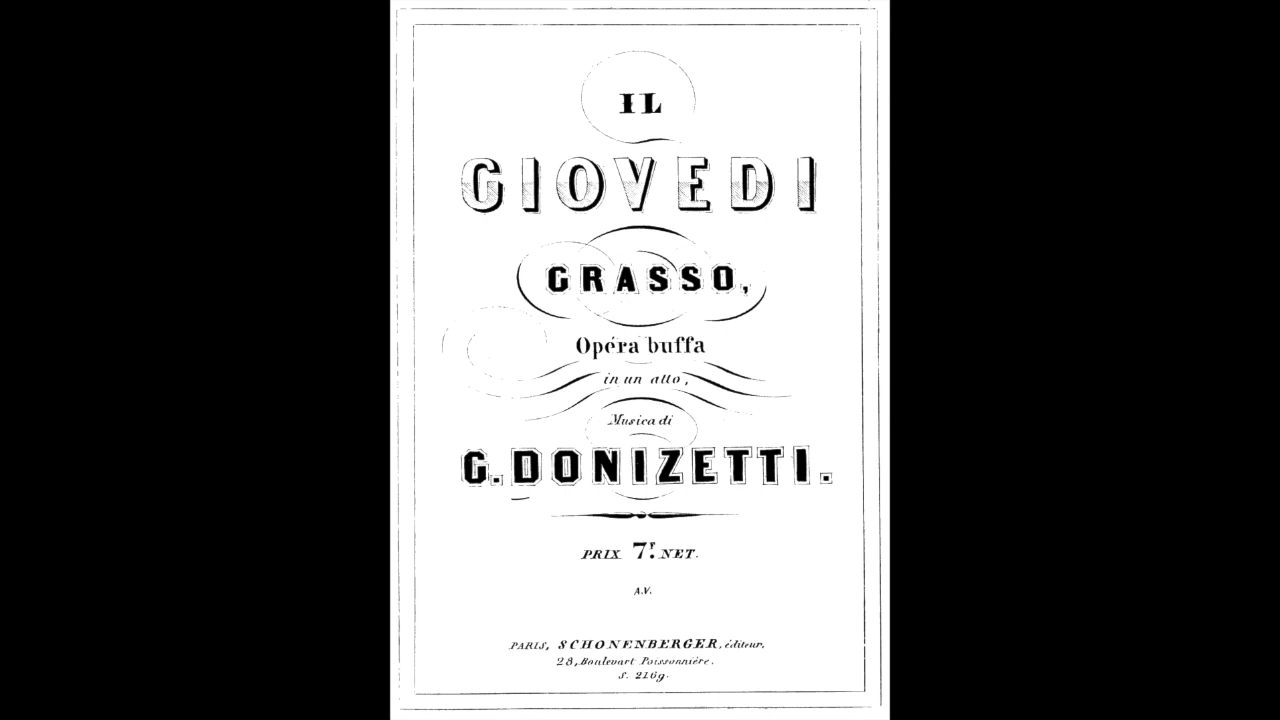 IL
GIOVEDI
GRASSO,
Opéra buffa
in un atto,
Musica di
G. DONIZETTI.
PRIX 7f. NET.
A.V.
PARIS, SCHONENBERGER, éditeur,
28, Boulevart Poissonnière.
S. 2169.